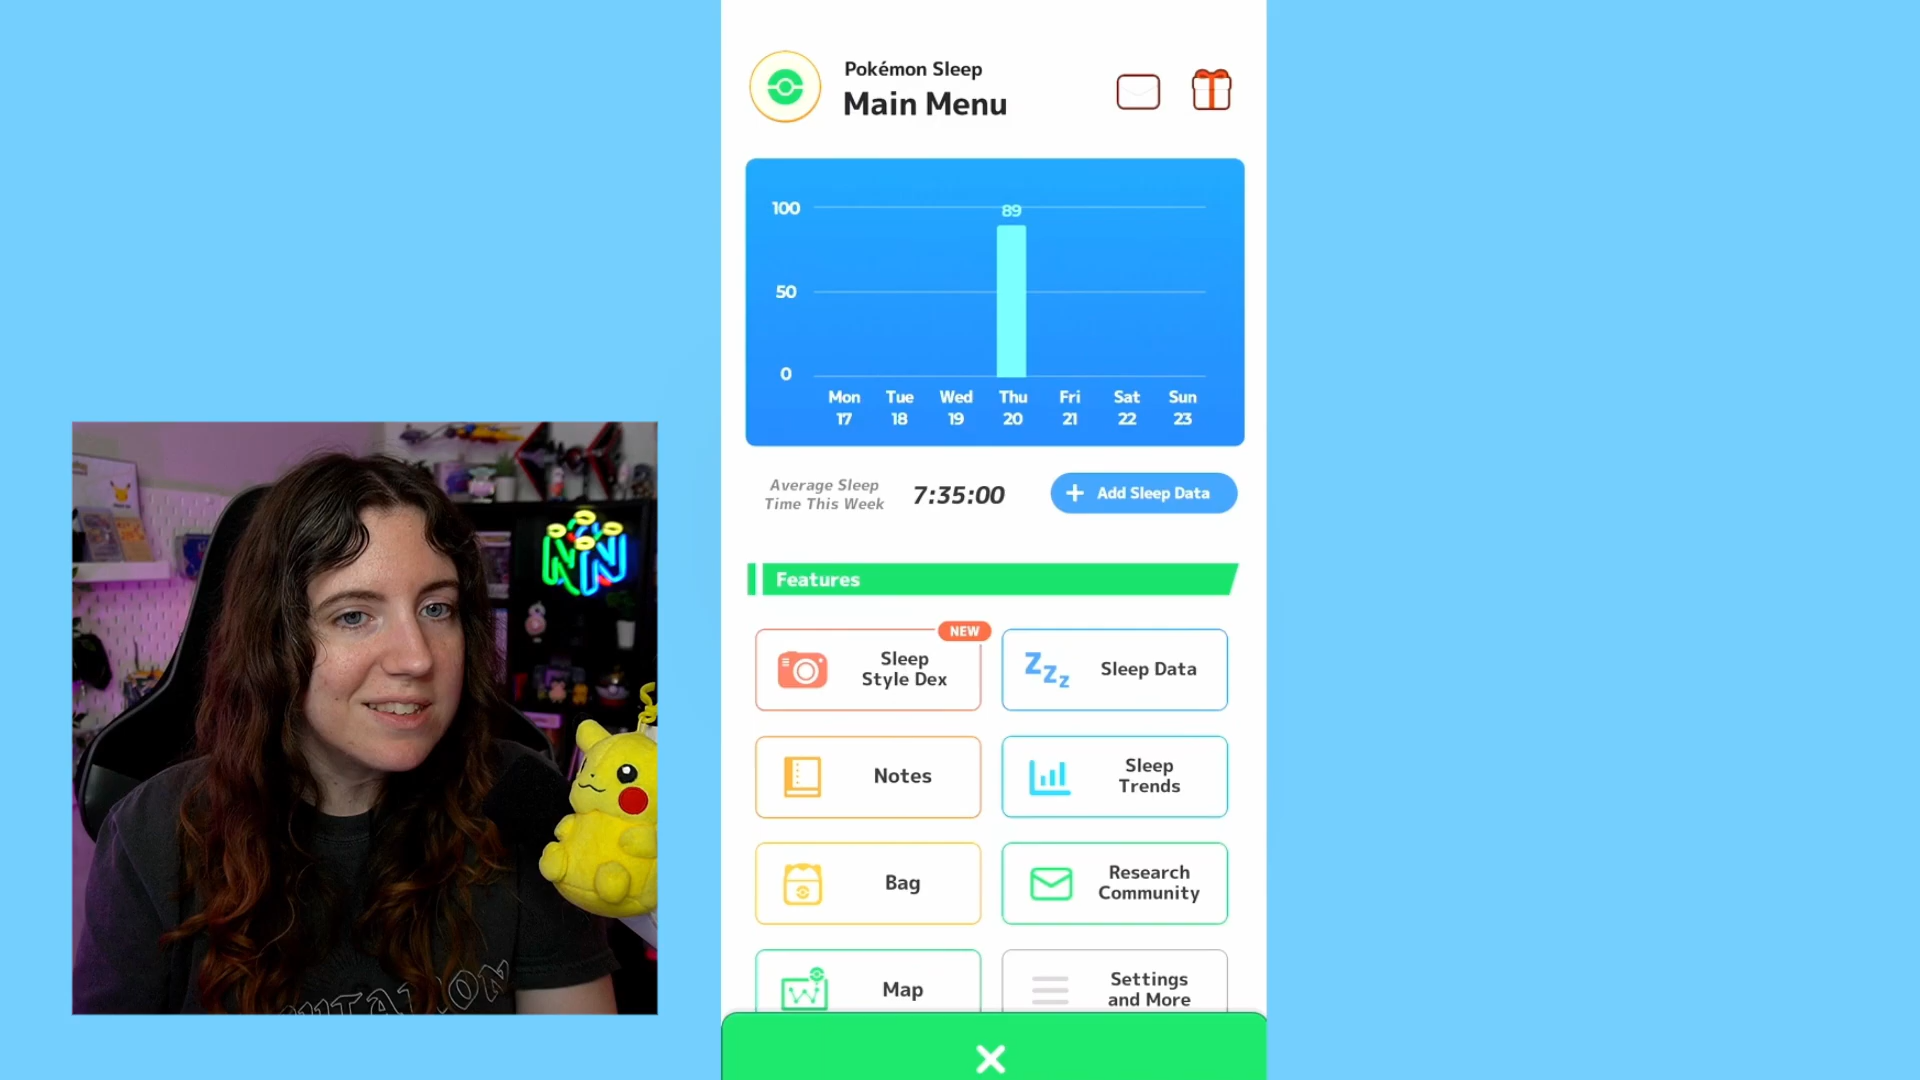 Pokémon Sleep
Main Menu
100
89
50
0
Mon Tue Wed Thu Fri Sat Sun
17 18 19 20 21 22 23
Average Sleep
Time This Week
7:35:00
Add Sleep Data
Features
NEW
Sleep
Style Dex
Sleep Data
Notes
Sleep
Trends
Bag
Research
Community
Map
Settings
and More